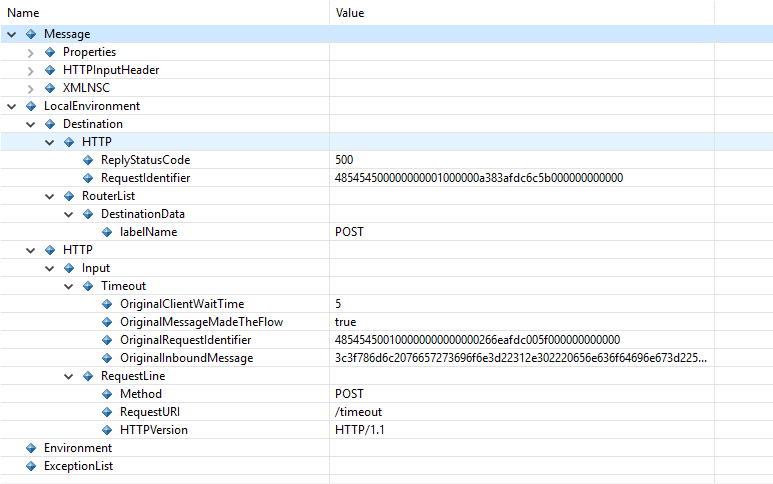 Name Value
Message
Properties
HTTPInputHeader
XMLNSC
LocalEnvironment
Destination
HTTP
ReplyStatusCode 500
RequestIdentifier 485454500000000001000000a383afdc6c5b000000000000
RouterList
DestinationData
labelName POST
HTTP
Input
Timeout
OriginalClientWaitTime 5
OriginalMessageMadeTheFlow true
OriginalRequestIdentifier 485454500100000000000000266eafdc005f000000000000
OriginalInboundMessage 3c3f786d6c2076657273696f6e3d22312e302220656e636f64696e673d225...
RequestLine
Method POST
RequestURI /timeout
HTTPVersion HTTP/1.1
Environment
ExceptionList